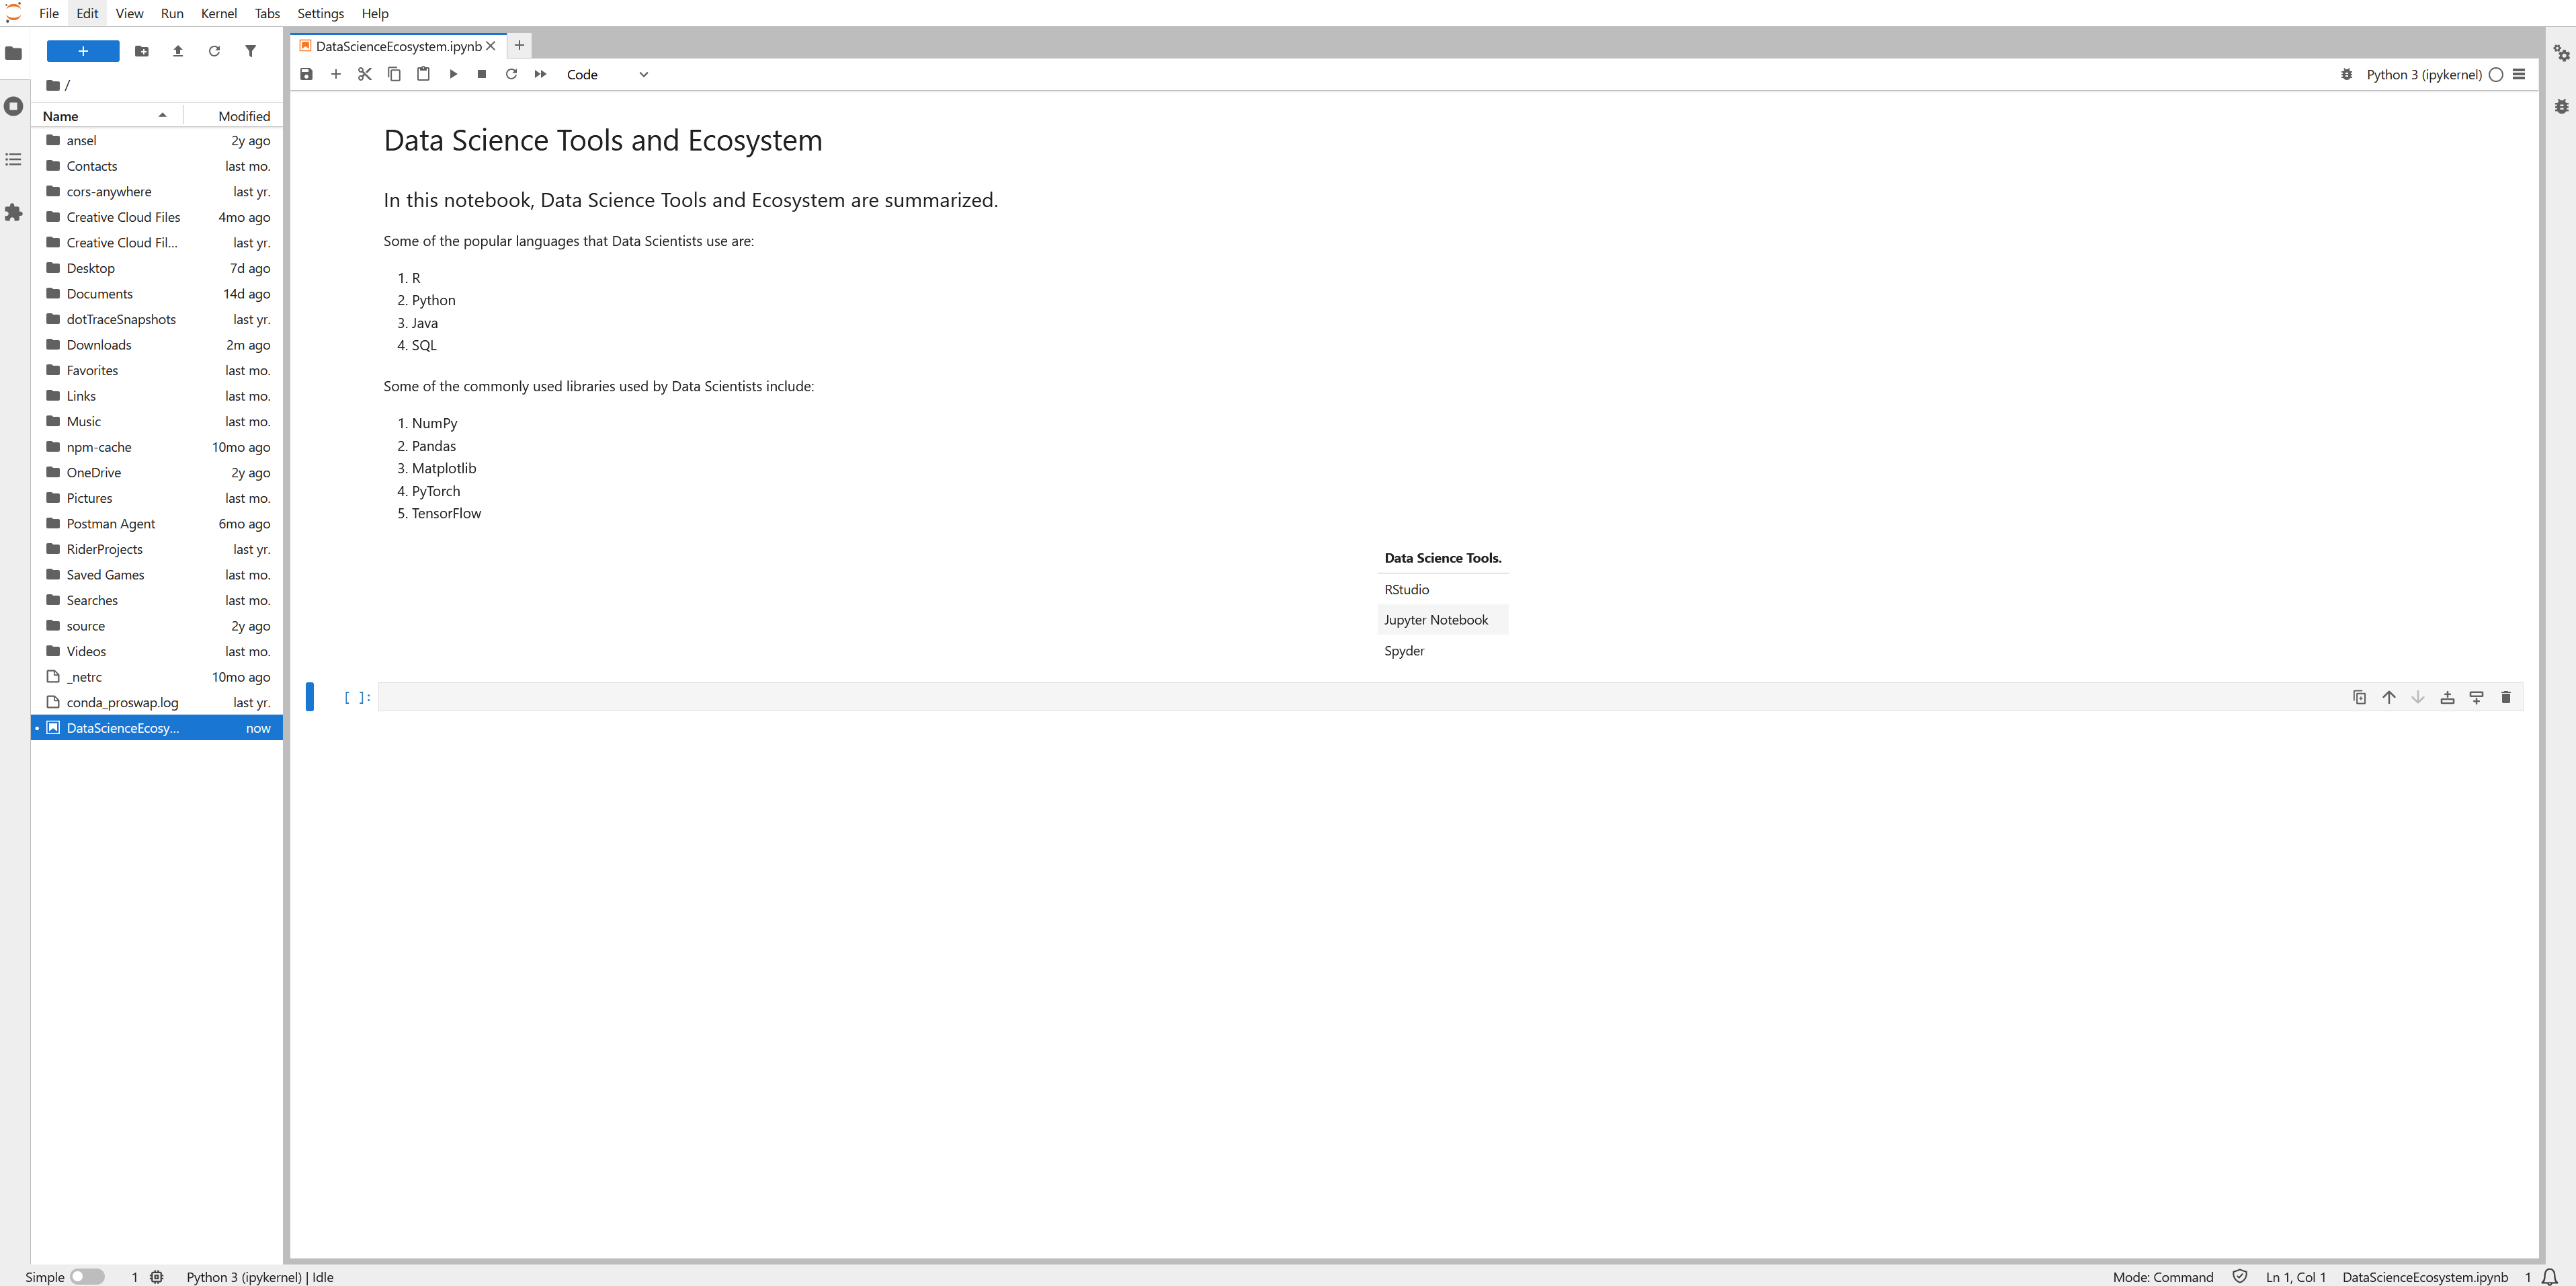 File Edit View Run Kernel Tabs Settings Help
DataScienceEcosystem.ipynb
Code
Python 3 (ipykernel)
/
Name Modified
ansel 2y ago
Contacts last mo.
cors-anywhere last yr.
Creative Cloud Files 4mo ago
Creative Cloud Fil... last yr.
Desktop 7d ago
Documents 14d ago
dotTraceSnapshots last yr.
Downloads 2m ago
Favorites last mo.
Links last mo.
Music last mo.
npm-cache 10mo ago
OneDrive 2y ago
Pictures last mo.
Postman Agent 6mo ago
RiderProjects last yr.
Saved Games last mo.
Searches last mo.
source 2y ago
Videos last mo.
_netrc 10mo ago
conda_proswap.log last yr.
DataScienceEcosy... now
Data Science Tools and Ecosystem
In this notebook, Data Science Tools and Ecosystem are summarized.
Some of the popular languages that Data Scientists use are:
1. R
2. Python
3. Java
4. SQL
Some of the commonly used libraries used by Data Scientists include:
1. NumPy
2. Pandas
3. Matplotlib
4. PyTorch
5. TensorFlow
Data Science Tools.
RStudio
Jupyter Notebook
Spyder
[ ]:
Simple 1 Python 3 (ipykernel) | Idle
Mode: Command Ln 1, Col 1 DataScienceEcosystem.ipynb 1